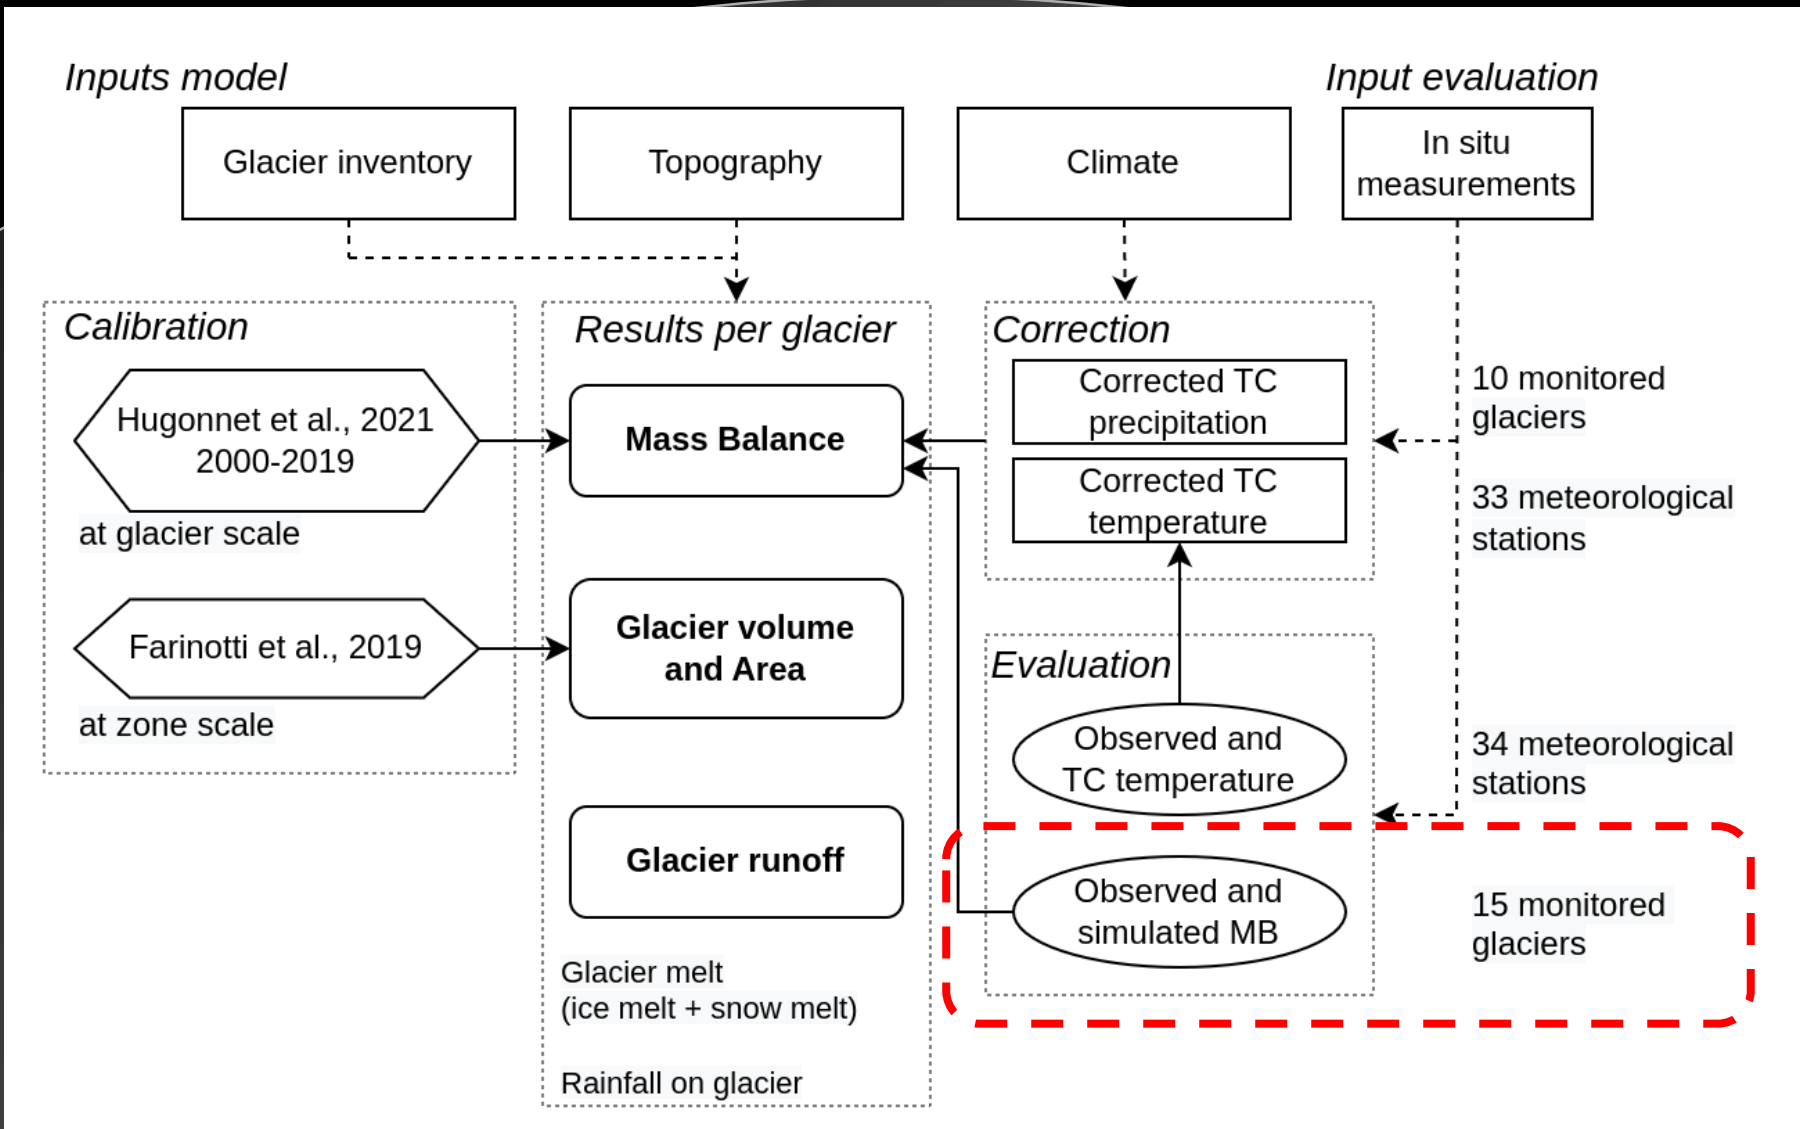 Inputs model
Input evaluation
Glacier inventory
Topography
Climate
In situ
measurements
Calibration
Hugonnet et al., 2021
2000-2019
at glacier scale
Farinotti et al., 2019
at zone scale
Results per glacier
Mass Balance
Glacier volume
and Area
Glacier runoff
Glacier melt
(ice melt + snow melt)
Rainfall on glacier
Correction
Corrected TC
precipitation
Corrected TC
temperature
Evaluation
Observed and
TC temperature
Observed and
simulated MB
10 monitored
glaciers
33 meteorological
stations
34 meteorological
stations
15 monitored
glaciers